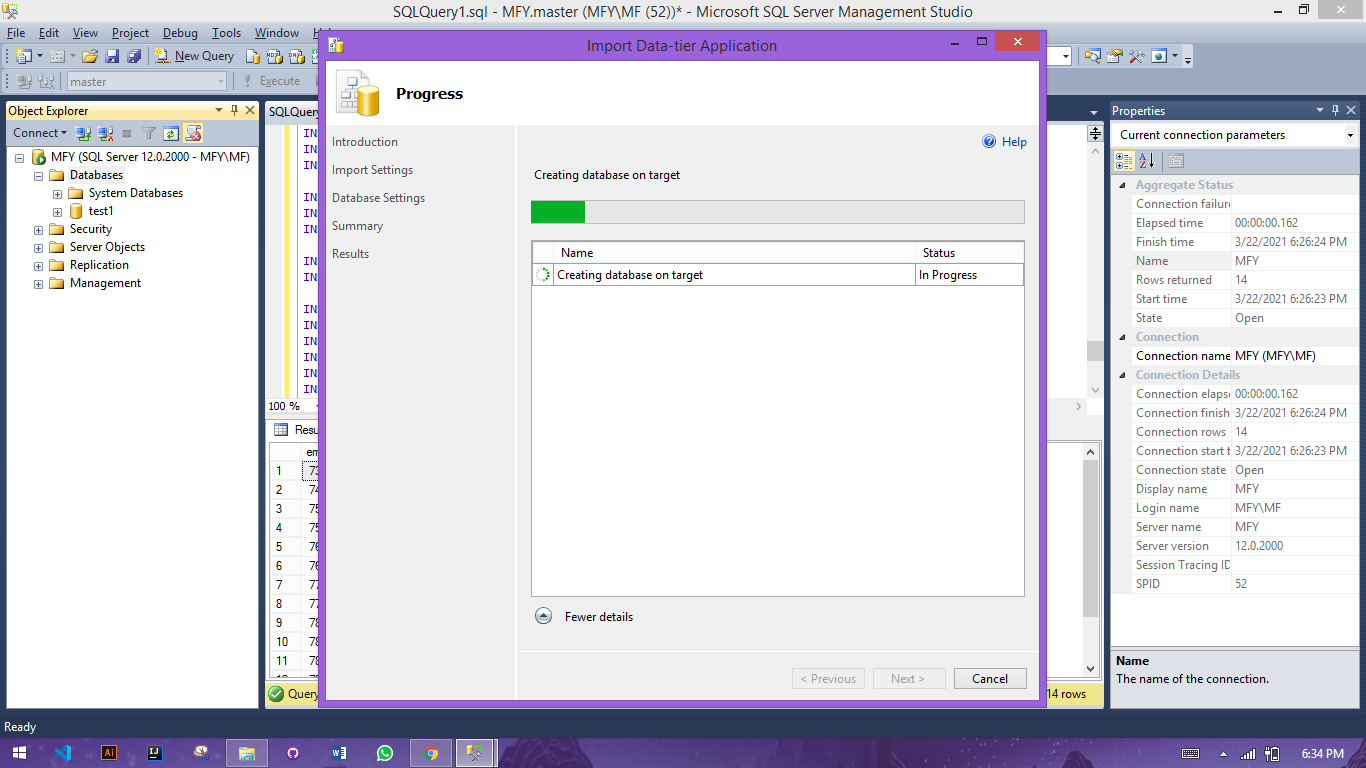 SQLQuery1.sql - MFY.master (MFY\MF (52))* - Microsoft SQL Server Management Studio
File Edit View Project Debug Tools Window
New Query
master
Execute
Object Explorer
Connect
MFY (SQL Server 12.0.2000 - MFY\MF)
Databases
System Databases
test1
Security
Server Objects
Replication
Management
SQLQuery
IN
IN
IN
IN
IN
IN
IN
IN
IN
IN
IN
IN
IN
IN
100 %
Resu
em
1 73
2 74
3 75
4 75
5 76
6 76
7 77
8 77
9 78
10 78
11 78
Query
14 rows
Import Data-tier Application
Progress
Introduction
Import Settings
Database Settings
Summary
Results
Help
Creating database on target
Name Status
Creating database on target In Progress
Fewer details
< Previous Next > Cancel
Properties
Current connection parameters
Aggregate Status
Connection failure
Elapsed time 00:00:00.162
Finish time 3/22/2021 6:26:24 PM
Name MFY
Rows returned 14
Start time 3/22/2021 6:26:23 PM
State Open
Connection
Connection name MFY (MFY\MF)
Connection Details
Connection elapse 00:00:00.162
Connection finish 3/22/2021 6:26:24 PM
Connection rows 14
Connection start t 3/22/2021 6:26:23 PM
Connection state Open
Display name MFY
Login name MFY\MF
Server name MFY
Server version 12.0.2000
Session Tracing ID
SPID 52
Name
The name of the connection.
Ready
Ai
IJ
6:34 PM